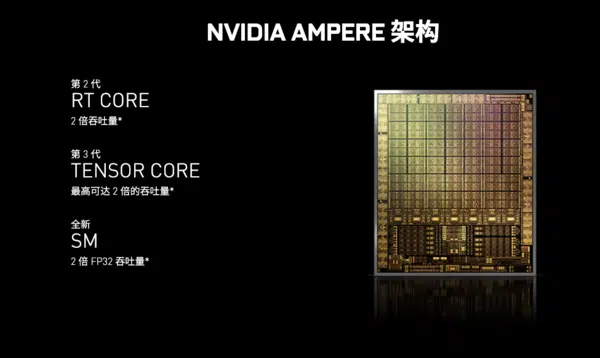 NVIDIA AMPERE 架构
第 2 代
RT CORE
2 倍吞吐量*
第 3 代
TENSOR CORE
最高可达 2 倍的吞吐量*
全新
SM
2 倍 FP32 吞吐量*